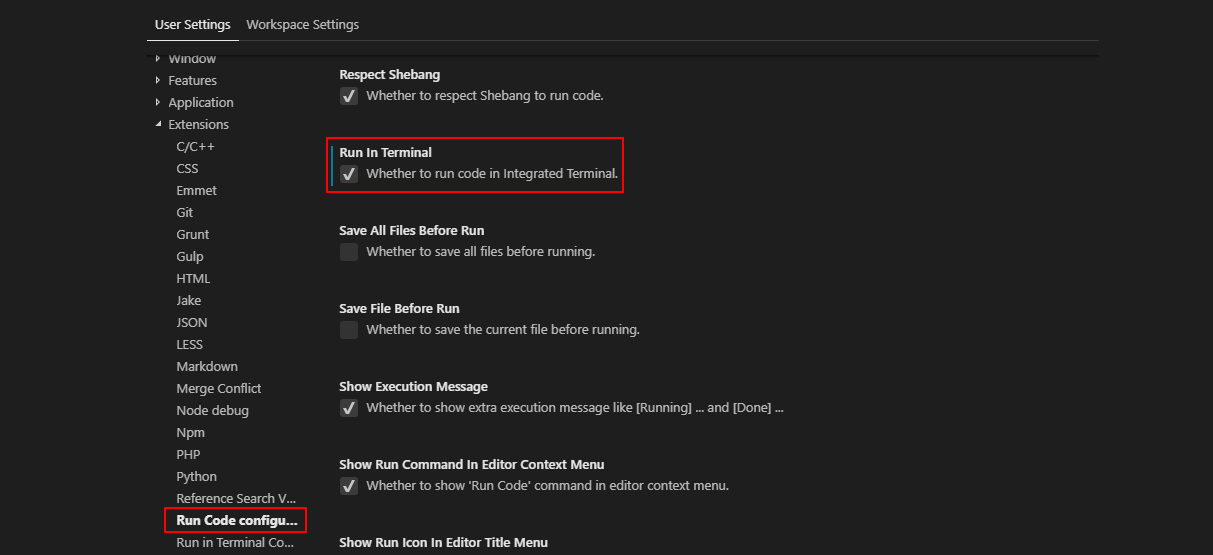 User Settings
Workspace Settings
Window
Features
Application
Extensions
C/C++
CSS
Emmet
Git
Grunt
Gulp
HTML
Jake
JSON
LESS
Markdown
Merge Conflict
Node debug
Npm
PHP
Python
Reference Search V...
Run Code configu...
Run in Terminal Co...
Respect Shebang
Whether to respect Shebang to run code.
Run In Terminal
Whether to run code in Integrated Terminal.
Save All Files Before Run
Whether to save all files before running.
Save File Before Run
Whether to save the current file before running.
Show Execution Message
Whether to show extra execution message like [Running] ... and [Done] ...
Show Run Command In Editor Context Menu
Whether to show 'Run Code' command in editor context menu.
Show Run Icon In Editor Title Menu